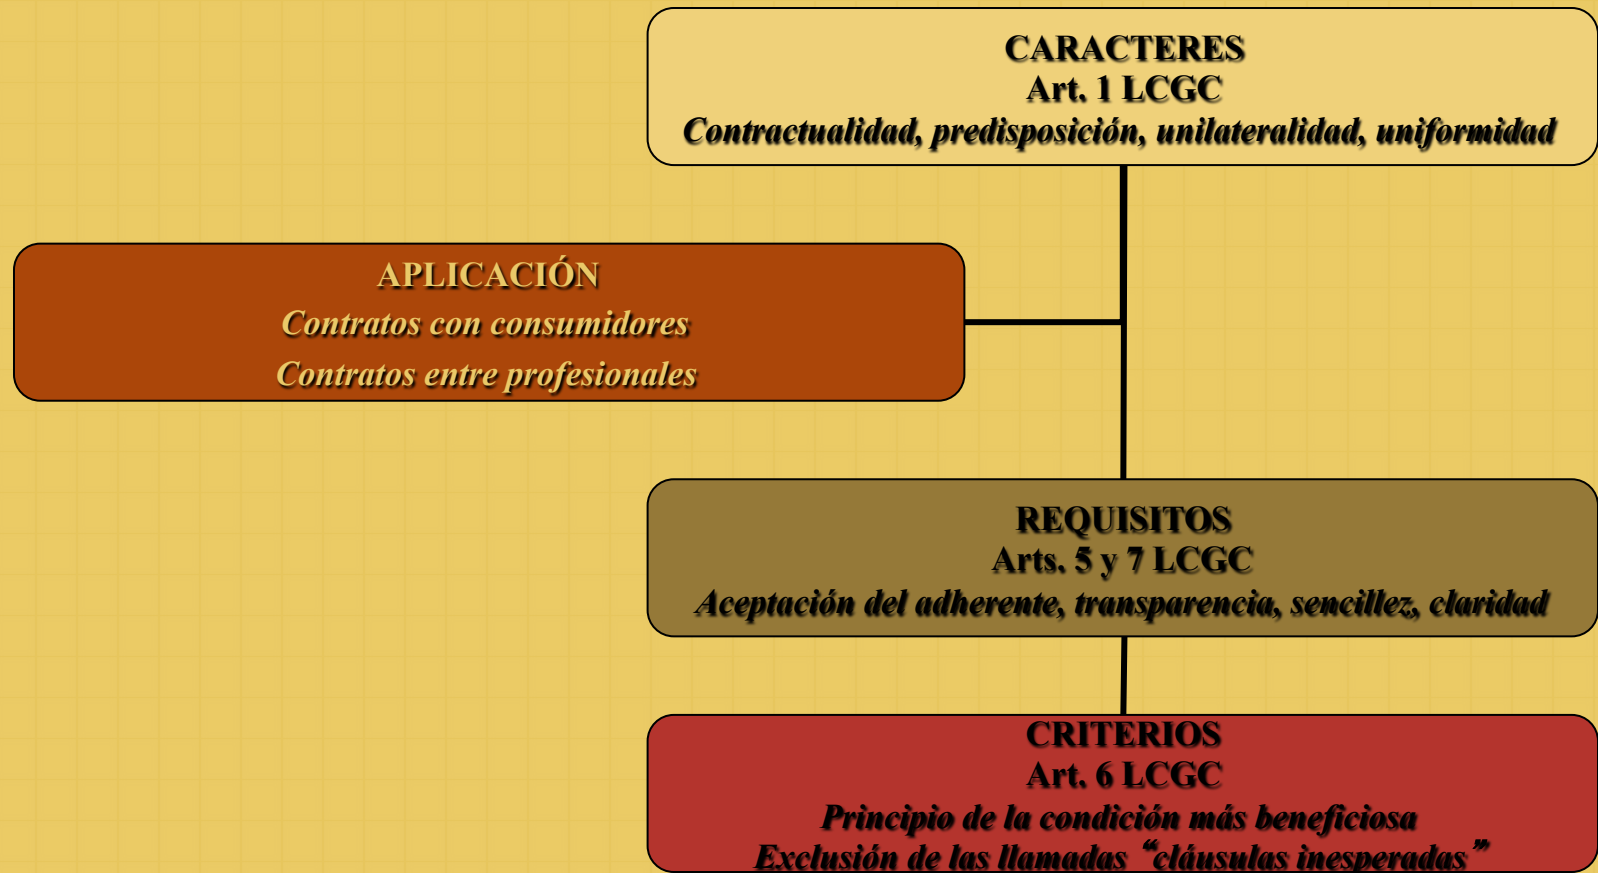 CARACTERES
Art. 1 LCGC
Contractualidad, predisposición, unilateralidad, uniformidad
APLICACIÓN
Contratos con consumidores
Contratos entre profesionales
REQUISITOS
Arts. 5 y 7 LCGC
Aceptación del adherente, transparencia, sencillez, claridad
CRITERIOS
Art. 6 LCGC
Principio de la condición más beneficiosa
Exclusión de las llamadas “cláusulas inesperadas”